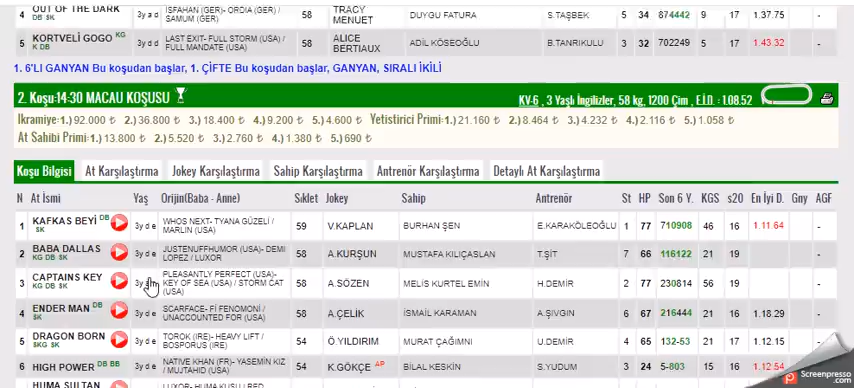 ISFAHAN (GER)- ORDIA (GER) /
4 OUT OF THE DARK DB SK 3y a d SAMUM (GER) 58 TRACY MENUET DUYGU FATURA S.TAŞBEK 5 34 874442 9 17 1.37.75 -
5 KORTVELİ GOGO KG K DB 3y d d LAST EXIT- FULL STORM (USA) / FULL MANDATE (USA) 58 ALICE BERTIAUX ADİL KÖSEOĞLU B.TANRIKULU 3 32 702249 5 17 1.43.32 -
1. 6'LI GANYAN Bu koşudan başlar, 1. ÇİFTE Bu koşudan başlar, GANYAN, SIRALI İKİLİ
2. Koşu:14:30 MACAU KOŞUSU KV-6 , 3 Yaşlı İngilizler, 58 kg, 1200 Çim , E.İ.D. : 1.08.52
Ikramiye:1.)92.000 ₺ 2.)36.800 ₺ 3.)18.400 ₺ 4.)9.200 ₺ 5.)4.600 ₺ Yetistirici Primi:1.)21.160 ₺ 2.)8.464 ₺ 3.)4.232 ₺ 4.)2.116 ₺ 5.)1.058 ₺
At Sahibi Primi:1.)13.800 ₺ 2.)5.520 ₺ 3.)2.760 ₺ 4.)1.380 ₺ 5.)690 ₺
Koşu Bilgisi At Karşılaştırma Jokey Karşılaştırma Sahip Karşılaştırma Antrenör Karşılaştırma Detaylı At Karşılaştırma
N At İsmi Yaş Orijin(Baba - Anne) Sıklet Jokey Sahip Antrenör St HP Son 6 Y. KGS s20 En İyi D. Gny AGF
1 KAFKAS BEYİ DB 3y d e WHOS NEXT- TYANA GÜZELİ / MARLIN (USA) 59 V.KAPLAN BURHAN ŞEN E.KARAKÖLEOĞLU 1 77 710908 46 16 1.11.64 -
2 BABA DALLAS KG DB SK 3y d e JUSTENUFFHUMOR (USA)- DEMI LOPEZ / LUXOR 58 A.KURŞUN MUSTAFA KILIÇASLAN T.ŞİT 7 66 116122 21 19 -
3 CAPTAINS KEY KG DB SK 3y PLEASANTLY PERFECT (USA)- KEY OF SEA (USA) / STORM CAT (USA) 58 A.SÖZEN MELİS KURTEL EMİN H.DEMİR 2 77 230814 56 19 -
4 ENDER MAN DB SK 3y d e SCARFACE- FI FENOMONI / UNACCOUNTED FOR (USA) 58 A.ÇELİK İSMAİL KARAMAN A.ŞIVGIN 6 67 216444 21 1.18.29 -
5 DRAGON BORN SKG SK 3y d e TOROK (IRE)- HEAVY LIFT / BOSPORUS (IRE) 54 Ö.YILDIRIM MURAT ÇAĞIMNI U.DEMİR 4 65 132-53 21 17 1.12.15
6 HIGH POWER DB BB 3y d e NATIVE KHAN (FR)- YASEMİN KIZ / MUJTAHID (USA) 54 K.GÖKÇE AP BİLAL KESKİN S.YUDUM 3 24 5-803 15 16 1.12.54
HUMA SULTAN
Screenpresso
.com